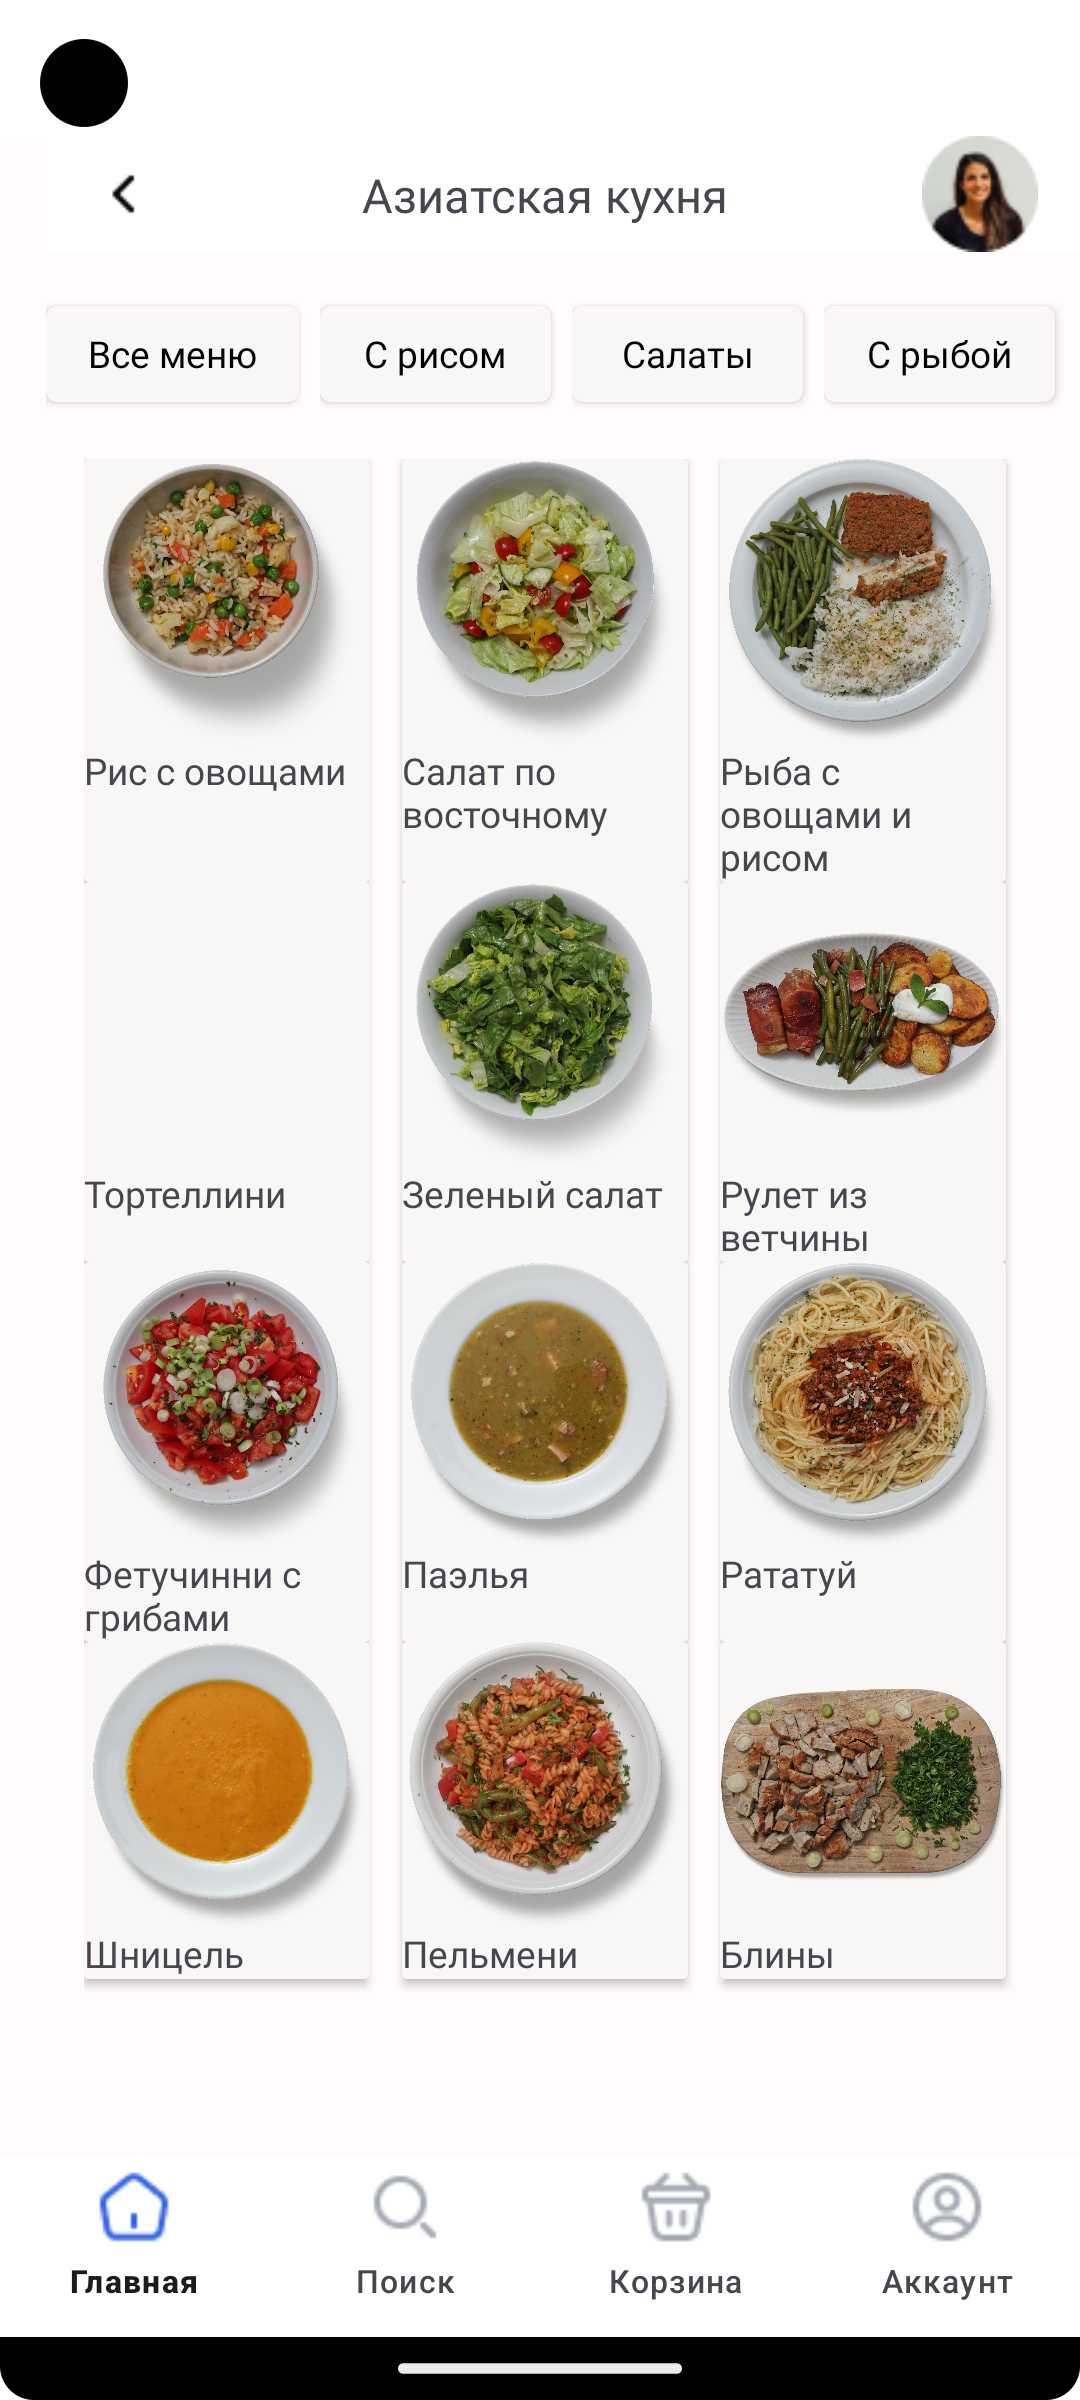 Азиатская кухня
Все меню
С рисом
Салаты
С рыбой
Рис с овощами
Салат по
восточному
Рыба с
овощами и
рисом
Тортеллини
Зеленый салат
Рулет из
ветчины
Фетучинни с
грибами
Паэлья
Рататуй
Шницель
Пельмени
Блины
Главная
Поиск
Корзина
Аккаунт